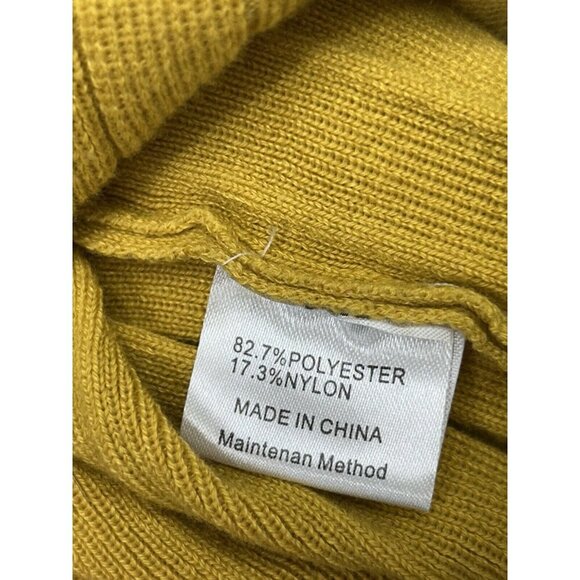 82.7%POLYESTER
17.3%NYLON
MADE IN CHINA
Maintenan Method